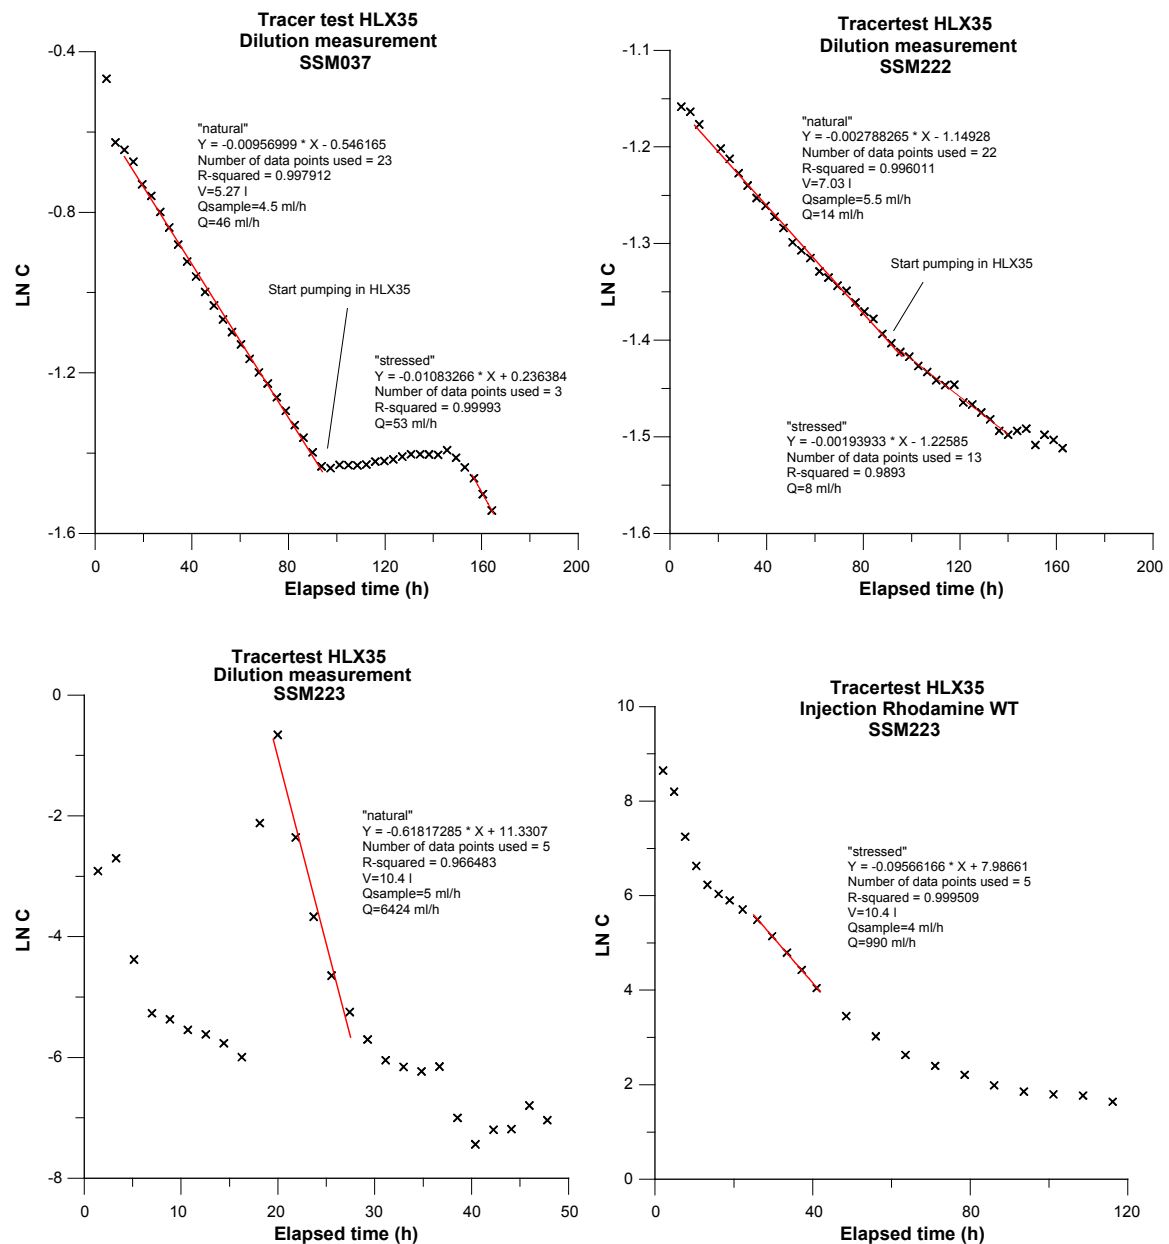 Tracer test HLX35
Dilution measurement
SSM037
-0.4
-0.8
-1.2
-1.6
LN C
"natural"
Y = -0.00956999 * X - 0.546165
Number of data points used = 23
R-squared = 0.997912
V=5.27 l
Qsample=4.5 ml/h
Q=46 ml/h
Start pumping in HLX35
"stressed"
Y = -0.01083266 * X + 0.236384
Number of data points used = 3
R-squared = 0.99993
Q=53 ml/h
0 40 80 120 160 200
Elapsed time (h)
Tracertest HLX35
Dilution measurement
SSM222
-1.1
-1.2
-1.3
-1.4
-1.5
-1.6
LN C
"natural"
Y = -0.002788265 * X - 1.14928
Number of data points used = 22
R-squared = 0.996011
V=7.03 l
Qsample=5.5 ml/h
Q=14 ml/h
Start pumping in HLX35
"stressed"
Y = -0.00193933 * X - 1.22585
Number of data points used = 13
R-squared = 0.9893
Q=8 ml/h
0 40 80 120 160 200
Elapsed time (h)
Tracertest HLX35
Dilution measurement
SSM223
0
-2
-4
-6
-8
LN C
"natural"
Y = -0.61817285 * X + 11.3307
Number of data points used = 5
R-squared = 0.966483
V=10.4 l
Qsample=5 ml/h
Q=6424 ml/h
0 10 20 30 40 50
Elapsed time (h)
Tracertest HLX35
Injection Rhodamine WT
SSM223
10
8
6
4
2
0
LN C
"stressed"
Y = -0.09566166 * X + 7.98661
Number of data points used = 5
R-squared = 0.999509
V=10.4 l
Qsample=4 ml/h
Q=990 ml/h
0 40 80 120
Elapsed time (h)